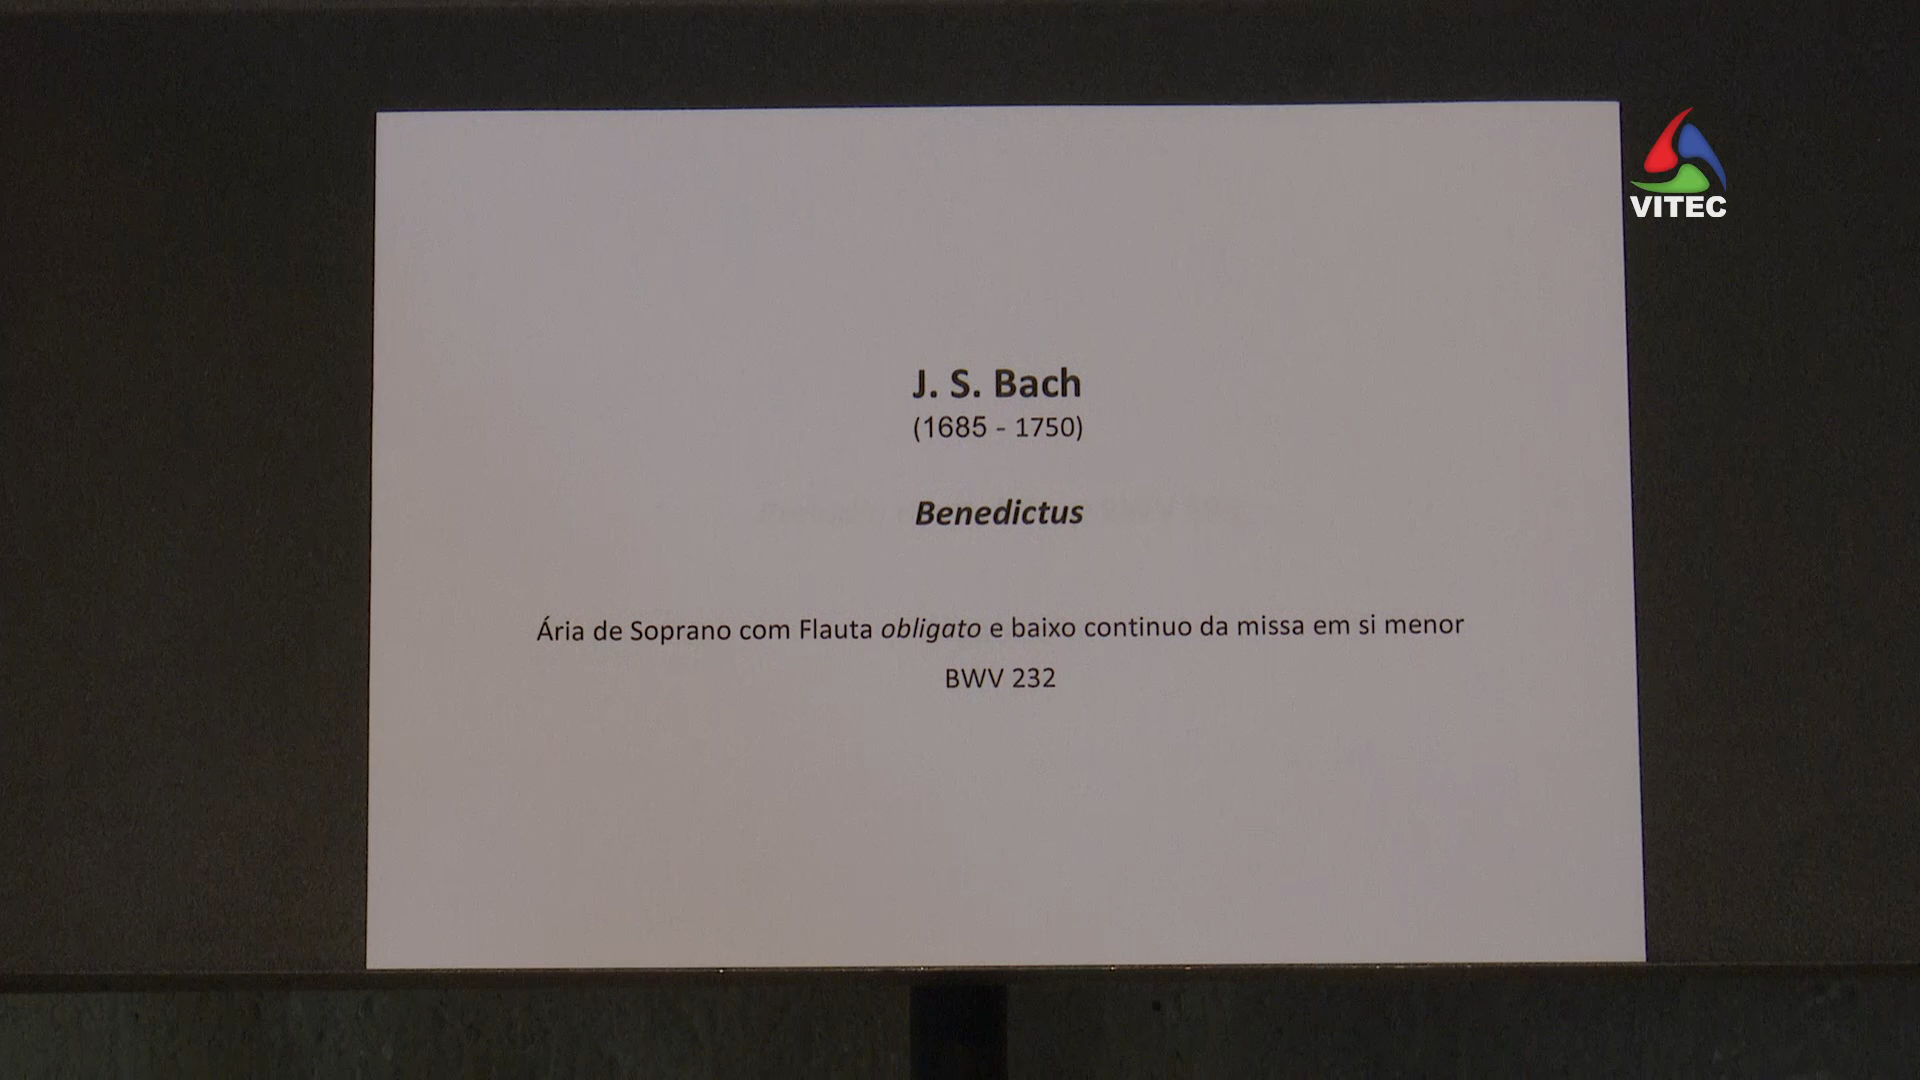 VITEC
J. S. Bach
(1685 - 1750)
Benedictus
Ária de Soprano com Flauta obligato e baixo continuo da missa em si menor
BWV 232